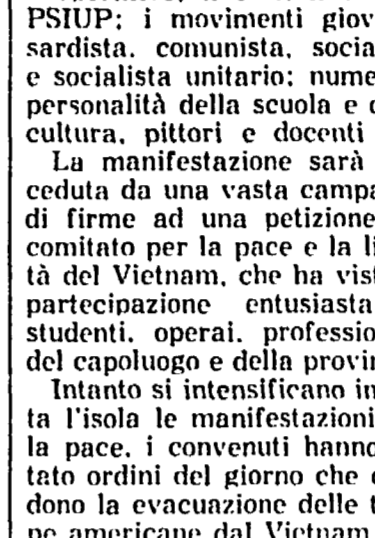 PSIUP; i movimenti giov
sardista. comunista, socia
e socialista unitario; nume
personalità della scuola e
cultura, pittori e docenti
La manifestazione sarà
ceduta da una vasta campa
di firme ad una petizione
comitato per la pace e la li
tà del Vietnam, che ha vist
partecipazione entusiasta
studenti. operai. professio
del capoluogo e della provin
Intanto si intensificano in
ta l'isola le manifestazioni
la pace. i convenuti hanno
tato ordini del giorno che
dono la evacuazione delle t
pe americane dal Vietnam